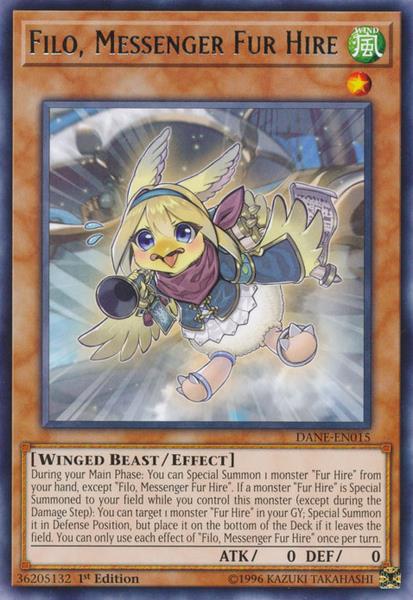 Filo, Messenger Fur Hire
WIND
風
DANE-EN015
[Winged Beast/Effect]
During your Main Phase: You can Special Summon 1 monster "Fur Hire" from
your hand, except "Filo, Messenger Fur Hire". If a monster "Fur Hire" is Special
Summoned to your field while you control this monster (except during the
Damage Step): You can target 1 monster "Fur Hire" in your GY; Special Summon
it in Defense Position, but place it on the bottom of the Deck if it leaves the
field. You can only use each effect of "Filo, Messenger Fur Hire" once per turn.
ATK/ 0 DEF/ 0
36205132 1st Edition ©1996 KAZUKI TAKAHASHI